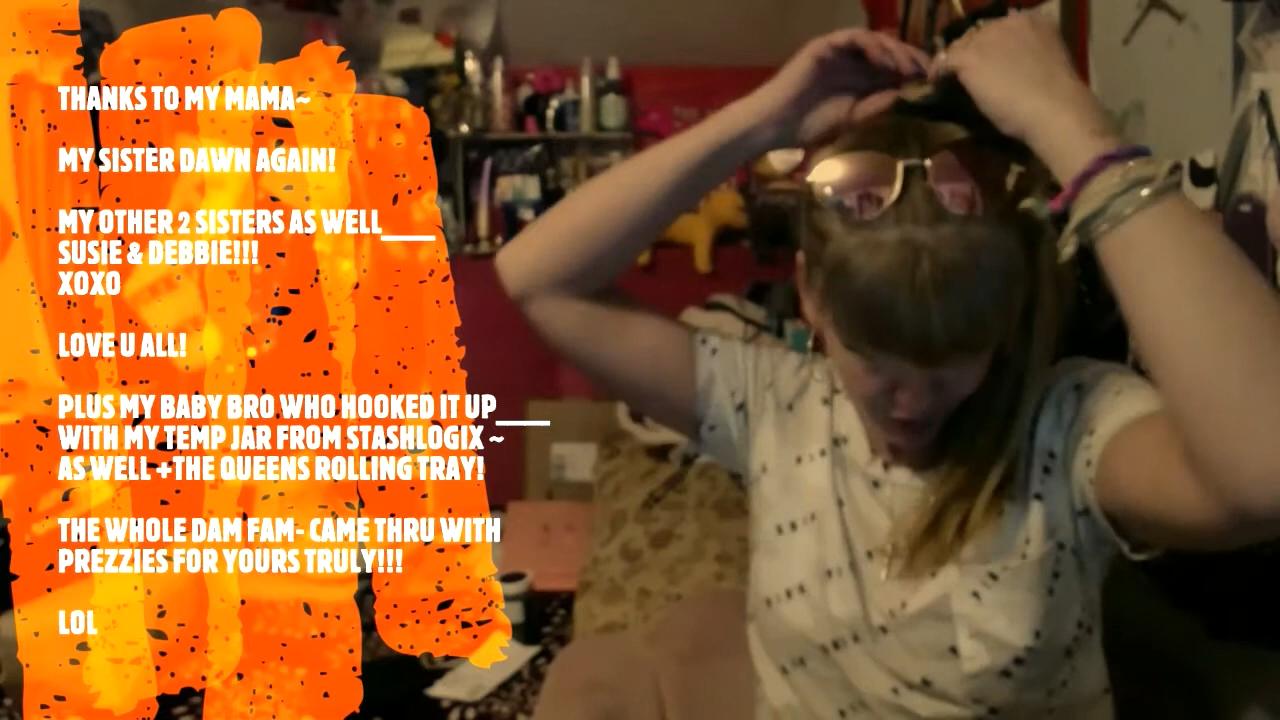 THANKS TO MY MAMA~
MY SISTER DAWN AGAIN!
MY OTHER 2 SISTERS AS WELL___
SUSIE & DEBBIE!!!
XOXO
LOVE U ALL!
PLUS MY BABY BRO WHO HOOKED IT UP___
WITH MY TEMP JAR FROM STASHLOGIX ~
AS WELL +THE QUEENS ROLLING TRAY!
THE WHOLE DAM FAM- CAME THRU WITH
PREZZIES FOR YOURS TRULY!!!
LOL